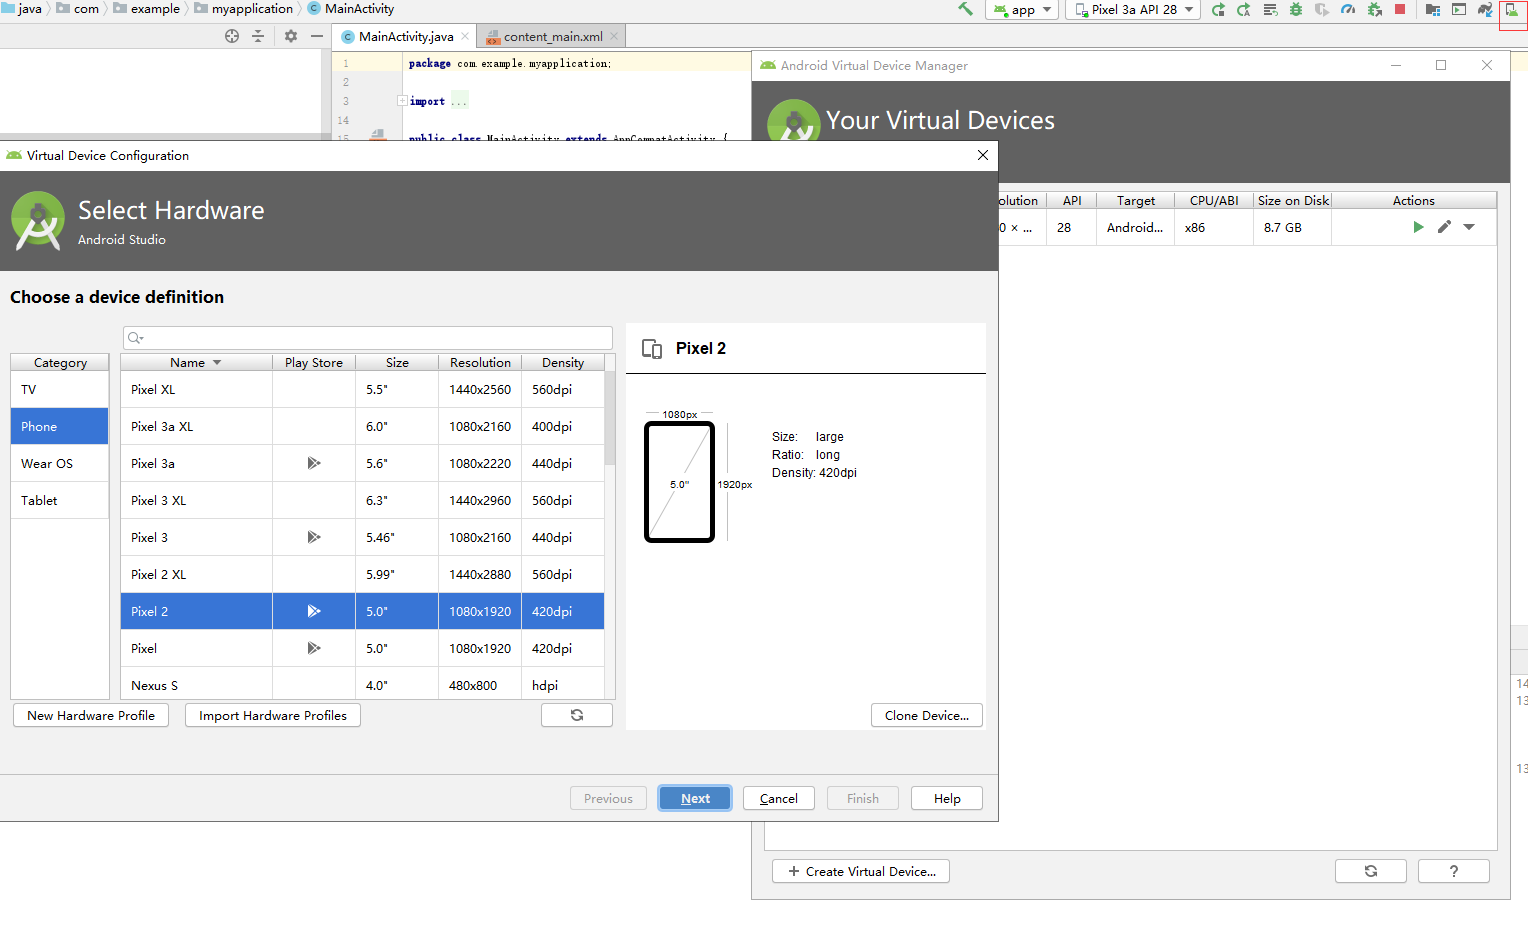 java com example myapplication MainActivity app Pixel 3a API 28
MainActivity.java content_main.xml
1 package com.example.myapplication;
2
3 import ...
14
15 public class MainActivity extends AppCompatActivity {
Android Virtual Device Manager
Your Virtual Devices
olution API Target CPU/ABI Size on Disk Actions
0 × ... 28 Android... x86 8.7 GB
+ Create Virtual Device... ?
Virtual Device Configuration
Select Hardware
Android Studio
Choose a device definition
Category
TV
Phone
Wear OS
Tablet
Name Play Store Size Resolution Density
Pixel XL 5.5" 1440x2560 560dpi
Pixel 3a XL 6.0" 1080x2160 400dpi
Pixel 3a 5.6" 1080x2220 440dpi
Pixel 3 XL 6.3" 1440x2960 560dpi
Pixel 3 5.46" 1080x2160 440dpi
Pixel 2 XL 5.99" 1440x2880 560dpi
Pixel 2 5.0" 1080x1920 420dpi
Pixel 5.0" 1080x1920 420dpi
Nexus S 4.0" 480x800 hdpi
New Hardware Profile Import Hardware Profiles
Pixel 2
1080px
5.0"
1920px
Size: large
Ratio: long
Density: 420dpi
Clone Device...
Previous Next Cancel Finish Help
14
13
13